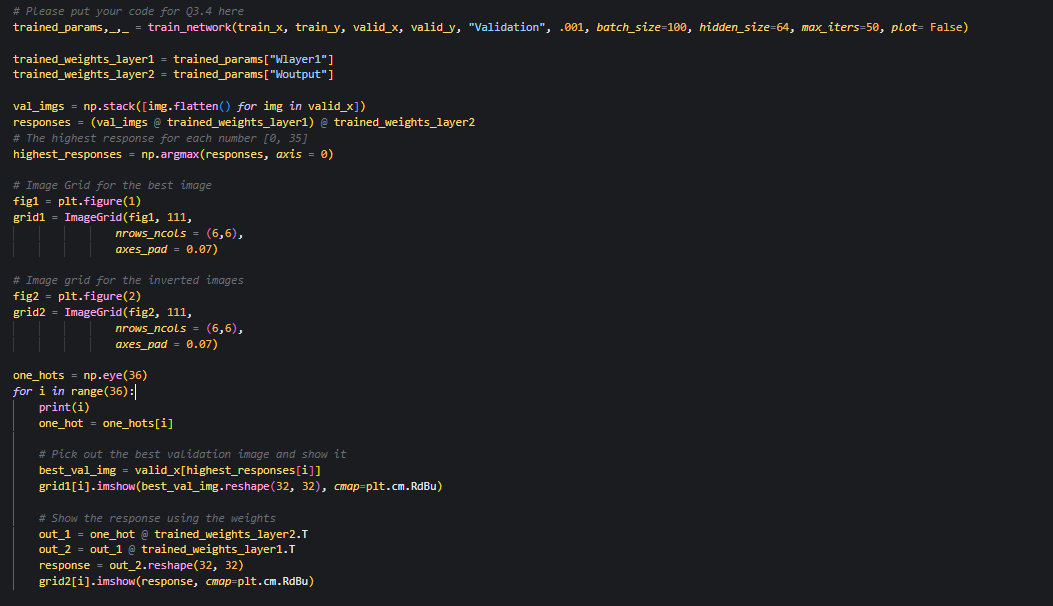 # Please put your code for Q3.4 here
trained_params,_,_ = train_network(train_x, train_y, valid_x, valid_y, "Validation", .001, batch_size=100, hidden_size=64, max_iters=50, plot= False)
trained_weights_layer1 = trained_params["Wlayer1"]
trained_weights_layer2 = trained_params["Woutput"]
val_imgs = np.stack([img.flatten() for img in valid_x])
responses = (val_imgs @ trained_weights_layer1) @ trained_weights_layer2
# The highest response for each number [0, 35]
highest_responses = np.argmax(responses, axis = 0)
# Image Grid for the best image
fig1 = plt.figure(1)
grid1 = ImageGrid(fig1, 111,
nrows_ncols = (6,6),
axes_pad = 0.07)
# Image grid for the inverted images
fig2 = plt.figure(2)
grid2 = ImageGrid(fig2, 111,
nrows_ncols = (6,6),
axes_pad = 0.07)
one_hots = np.eye(36)
for i in range(36):
print(i)
one_hot = one_hots[i]
# Pick out the best validation image and show it
best_val_img = valid_x[highest_responses[i]]
grid1[i].imshow(best_val_img.reshape(32, 32), cmap=plt.cm.RdBu)
# Show the response using the weights
out_1 = one_hot @ trained_weights_layer2.T
out_2 = out_1 @ trained_weights_layer1.T
response = out_2.reshape(32, 32)
grid2[i].imshow(response, cmap=plt.cm.RdBu)